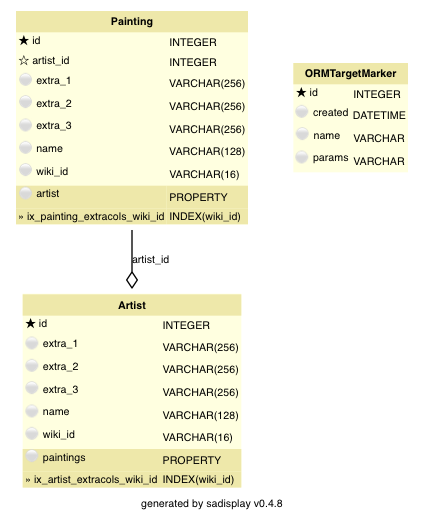 Painting
★ id INTEGER
☆ artist_id INTEGER
extra_1 VARCHAR(256)
extra_2 VARCHAR(256)
extra_3 VARCHAR(256)
name VARCHAR(128)
wiki_id VARCHAR(16)
artist PROPERTY
» ix_painting_extracols_wiki_id INDEX(wiki_id)
ORMTargetMarker
★ id INTEGER
created DATETIME
name VARCHAR
params VARCHAR
artist_id
Artist
★ id INTEGER
extra_1 VARCHAR(256)
extra_2 VARCHAR(256)
extra_3 VARCHAR(256)
name VARCHAR(128)
wiki_id VARCHAR(16)
paintings PROPERTY
» ix_artist_extracols_wiki_id INDEX(wiki_id)
generated by sadisplay v0.4.8